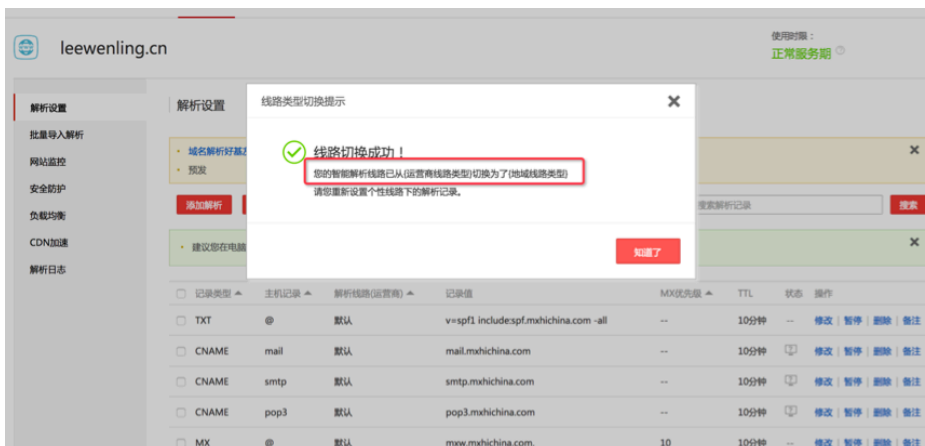 leewenling.cn
使用时限：
正常服务期
解析设置
批量导入解析
网站监控
安全防护
负载均衡
CDN加速
解析日志
解析设置
线路类型切换提示
线路切换成功！
您的智能解析线路已从(运营商线路类型)切换为了(地域线路类型)
请您重新设置个性线路下的解析记录。
知道了
· 域名解析好基
· 预发
添加解析
搜索解析记录
搜索
· 建议您在电脑
记录类型 主机记录 解析线路(运营商) 记录值 MX优先级 TTL 状态 操作
TXT @ 默认 v=spf1 include:spf.mxhichina.com -all -- 10分钟 -- 修改 | 暂停 | 删除 | 备注
CNAME mail 默认 mail.mxhichina.com -- 10分钟 修改 | 暂停 | 删除 | 备注
CNAME smtp 默认 smtp.mxhichina.com -- 10分钟 修改 | 暂停 | 删除 | 备注
CNAME pop3 默认 pop3.mxhichina.com -- 10分钟 修改 | 暂停 | 删除 | 备注
MX @ 默认 mxw.mxhichina.com. 10 10分钟 -- 修改 | 暂停 | 删除 | 备注